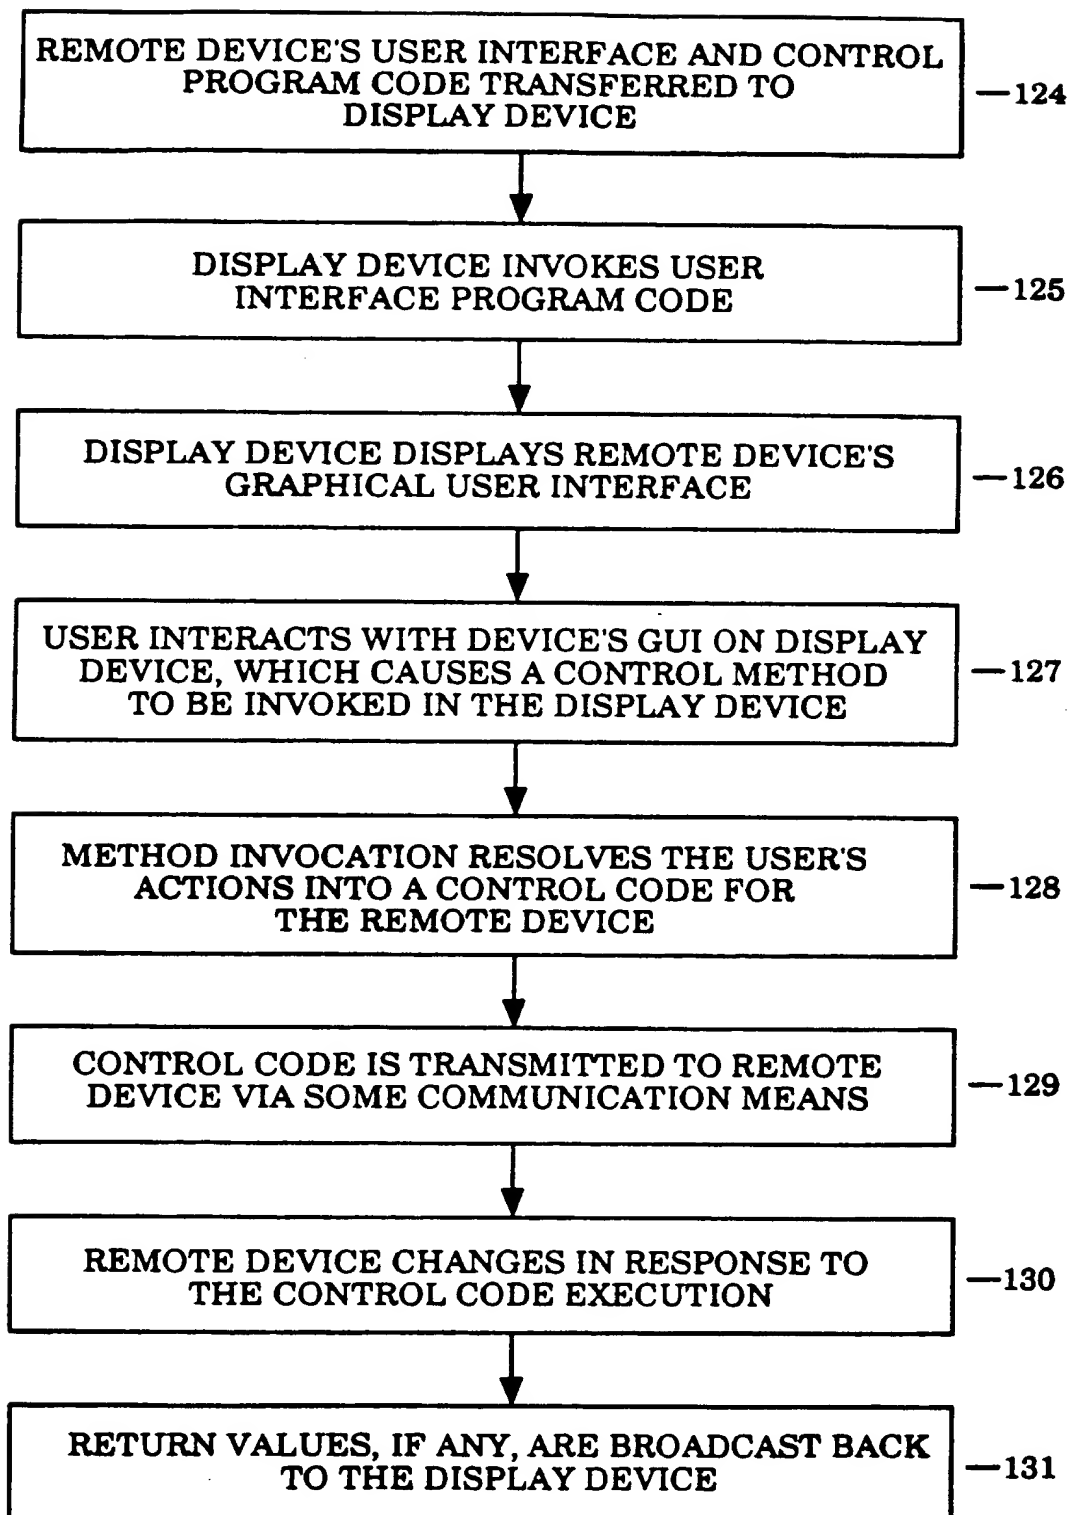 REMOTE DEVICE'S USER INTERFACE AND CONTROL
PROGRAM CODE TRANSFERRED TO
DISPLAY DEVICE
124
DISPLAY DEVICE INVOKES USER
INTERFACE PROGRAM CODE
125
DISPLAY DEVICE DISPLAYS REMOTE DEVICE'S
GRAPHICAL USER INTERFACE
126
USER INTERACTS WITH DEVICE'S GUI ON DISPLAY
DEVICE, WHICH CAUSES A CONTROL METHOD
TO BE INVOKED IN THE DISPLAY DEVICE
127
METHOD INVOCATION RESOLVES THE USER'S
ACTIONS INTO A CONTROL CODE FOR
THE REMOTE DEVICE
128
CONTROL CODE IS TRANSMITTED TO REMOTE
DEVICE VIA SOME COMMUNICATION MEANS
129
REMOTE DEVICE CHANGES IN RESPONSE TO
THE CONTROL CODE EXECUTION
130
RETURN VALUES, IF ANY, ARE BROADCAST BACK
TO THE DISPLAY DEVICE
131